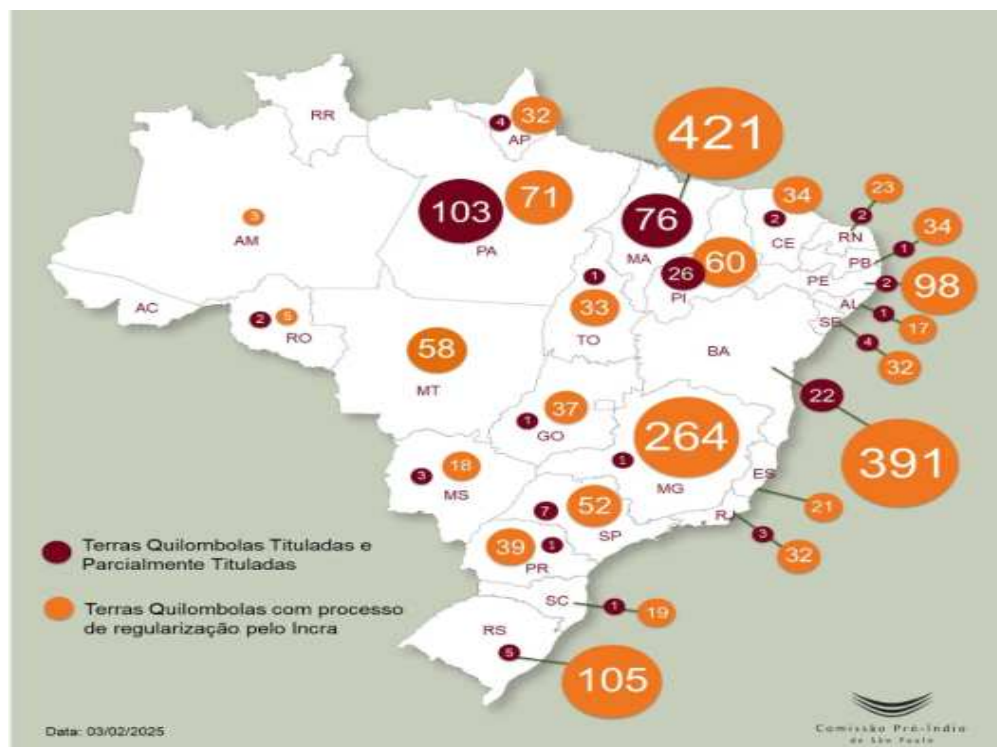 RR
4
32
AP
421
103
71
PA
76
MA
34
2
CE
23
2
RN
34
1
PB
3
AM
26
60
PI
PE
2
98
AC
2
5
RO
1
33
TO
AL
1
17
SE
4
32
BA
58
MT
22
391
1
37
GO
264
1
MG
ES
21
3
18
MS
7
52
SP
RJ
3
32
39
1
PR
SC
1
19
RS
5
105
Terras Quilombolas Tituladas e
Parcialmente Tituladas
Terras Quilombolas com processo
de regularização pelo Incra
Data: 03/02/2025
Comissão Pró-Índio
de São Paulo